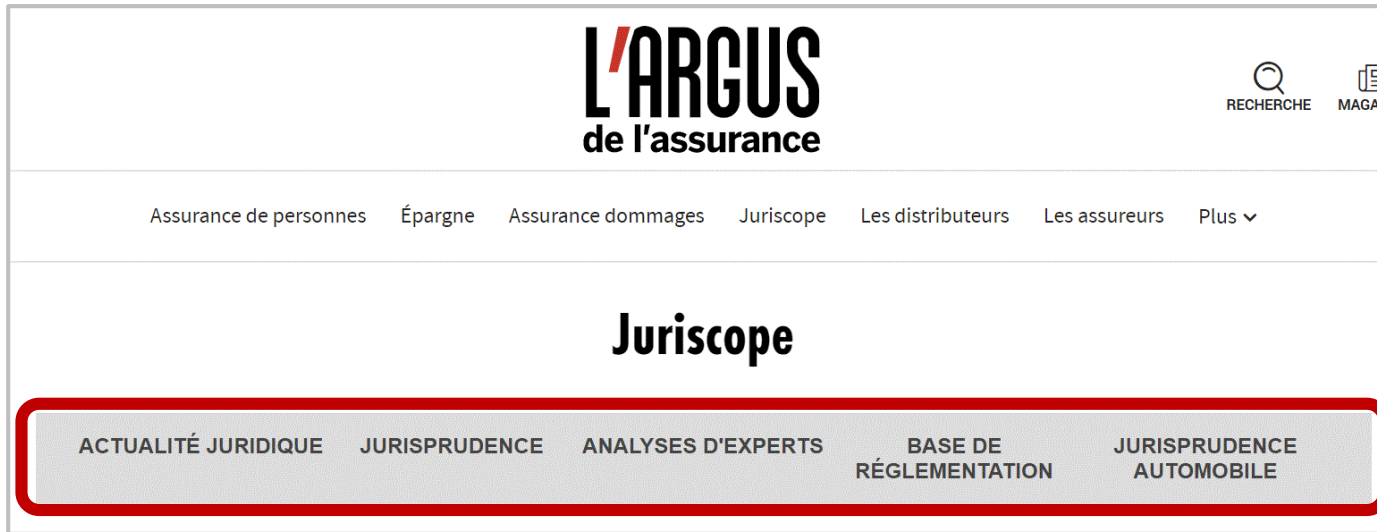 L'ARGUS
de l'assurance
RECHERCHE
Assurance de personnes Épargne Assurance dommages Juriscope Les distributeurs Les assureurs Plus
Juriscope
ACTUALITÉ JURIDIQUE JURISPRUDENCE ANALYSES D'EXPERTS BASE DE RÉGLEMENTATION JURISPRUDENCE AUTOMOBILE